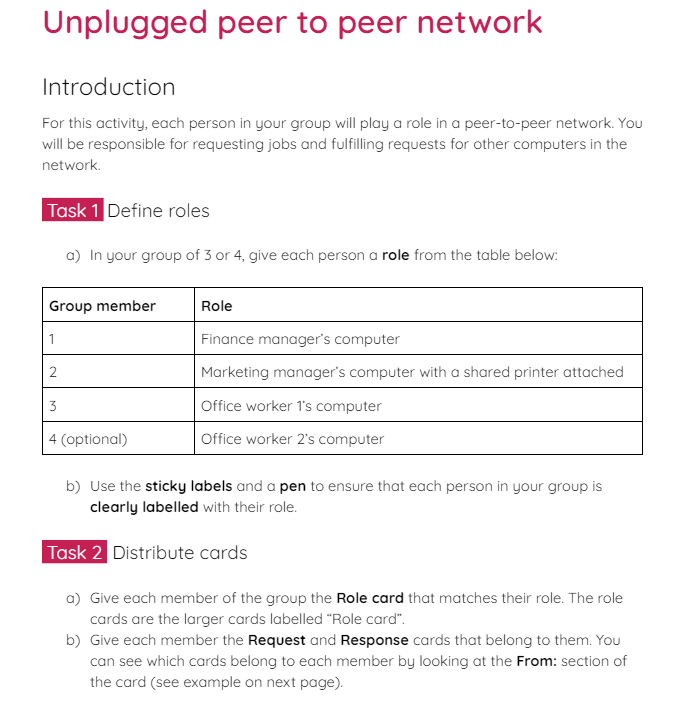 Unplugged peer to peer network
Introduction
For this activity, each person in your group will play a role in a peer-to-peer network. You
will be responsible for requesting jobs and fulfilling requests for other computers in the
network.
Task 1 Define roles
a) In your group of 3 or 4, give each person a role from the table below:
Group member Role
1 Finance manager's computer
2 Marketing manager's computer with a shared printer attached
3 Office worker 1's computer
4 (optional) Office worker 2's computer
b) Use the sticky labels and a pen to ensure that each person in your group is
clearly labelled with their role.
Task 2 Distribute cards
a) Give each member of the group the Role card that matches their role. The role
cards are the larger cards labelled “Role card”.
b) Give each member the Request and Response cards that belong to them. You
can see which cards belong to each member by looking at the From: section of
the card (see example on next page).